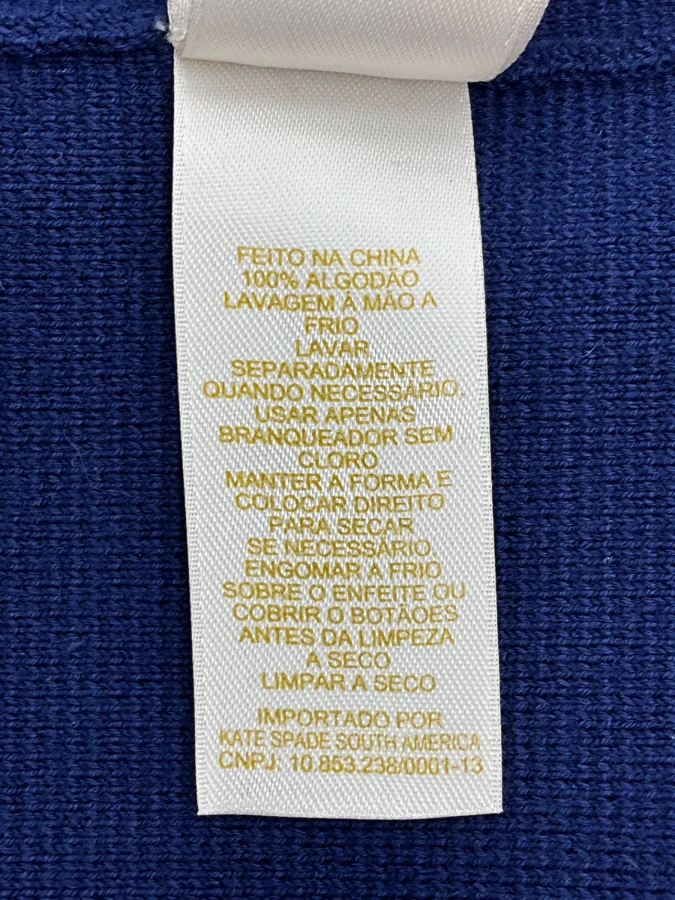 FEITO NA CHINA
100% ALGODÃO
LAVAGEM À MÃO A
FRIO
LAVAR
SEPARADAMENTE
QUANDO NECESSÁRIO.
USAR APENAS
BRANQUEADOR SEM
CLORO
MANTER A FORMA E
COLOCAR DIREITO
PARA SECAR
SE NECESSÁRIO.
ENGOMAR A FRIO
SOBRE O ENFEITE OU
COBRIR O BOTÃOES
ANTES DA LIMPEZA
A SECO
LIMPAR A SECO
IMPORTADO POR
KATE SPADE SOUTH AMERICA
CNPJ: 10.853.238/0001-13